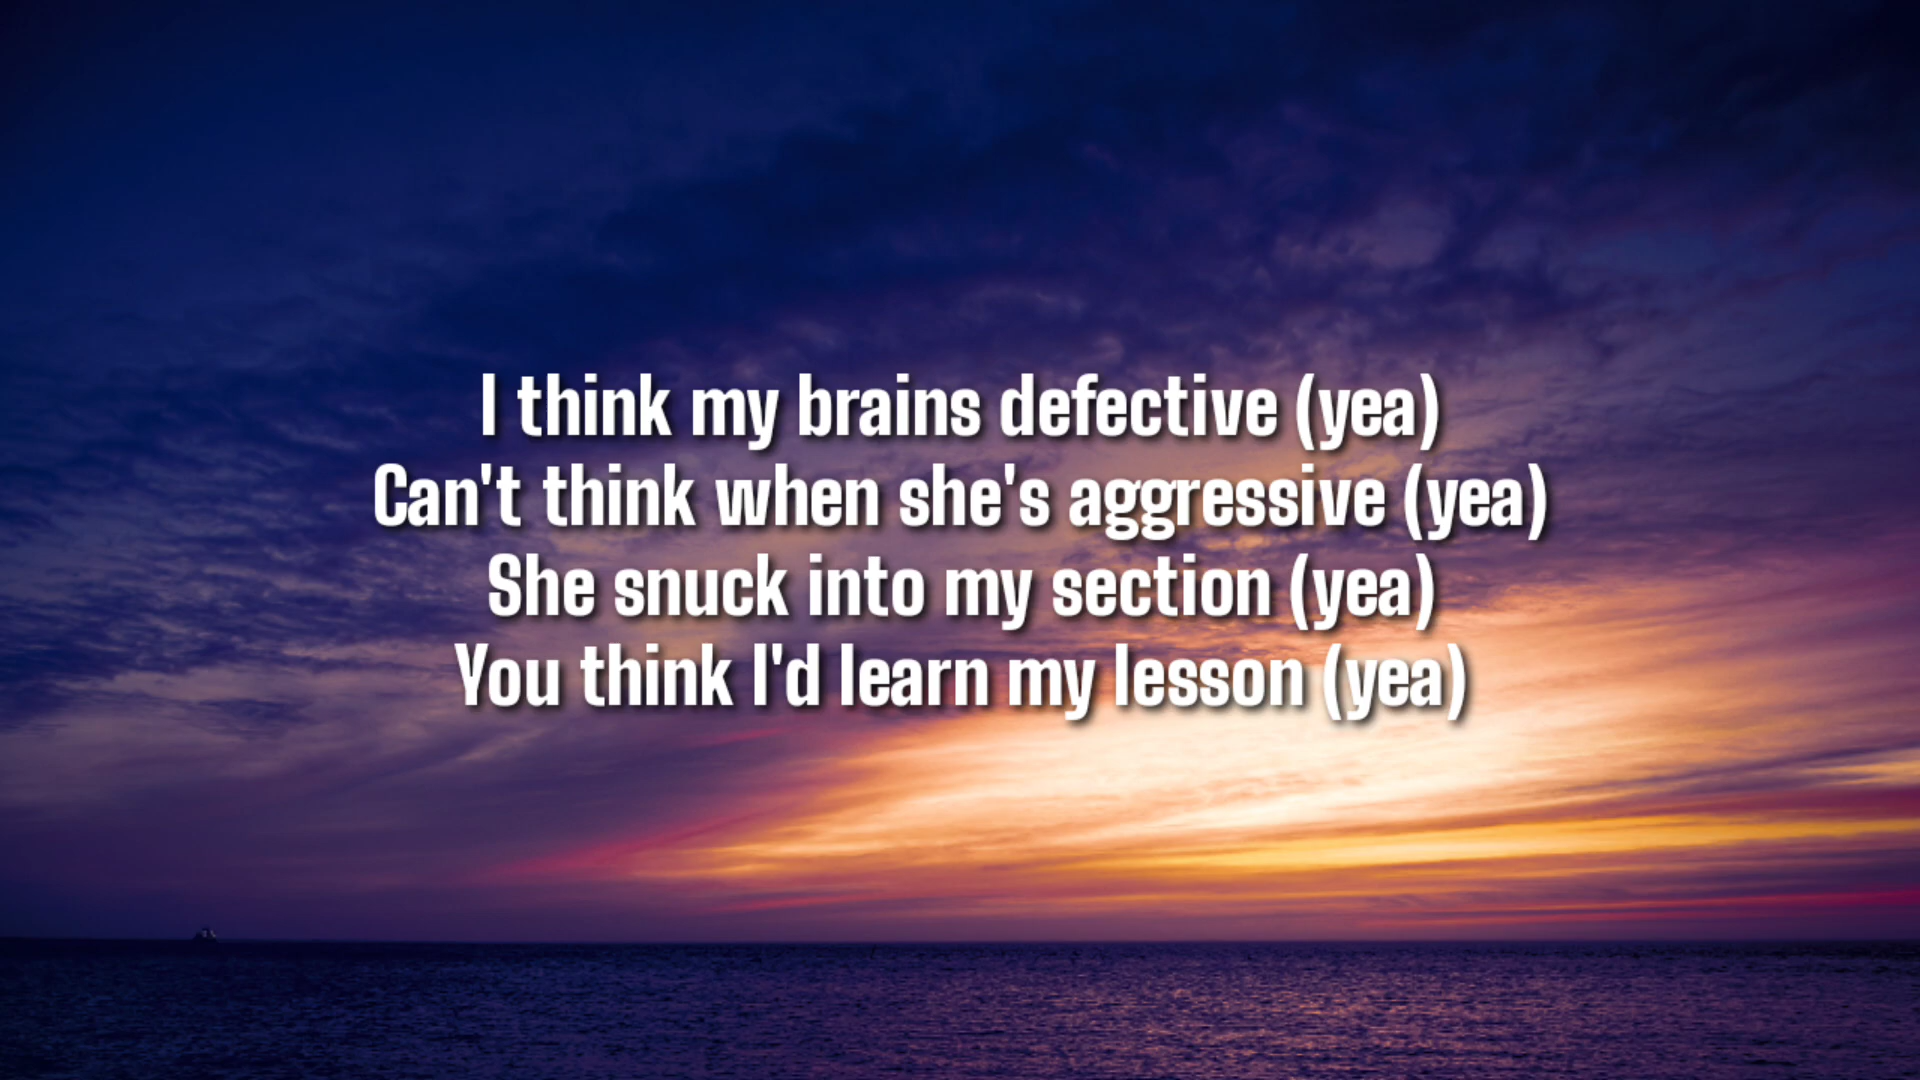 I think my brains defective (yea)
Can't think when she's aggressive (yea)
She snuck into my section (yea)
You think I'd learn my lesson (yea)